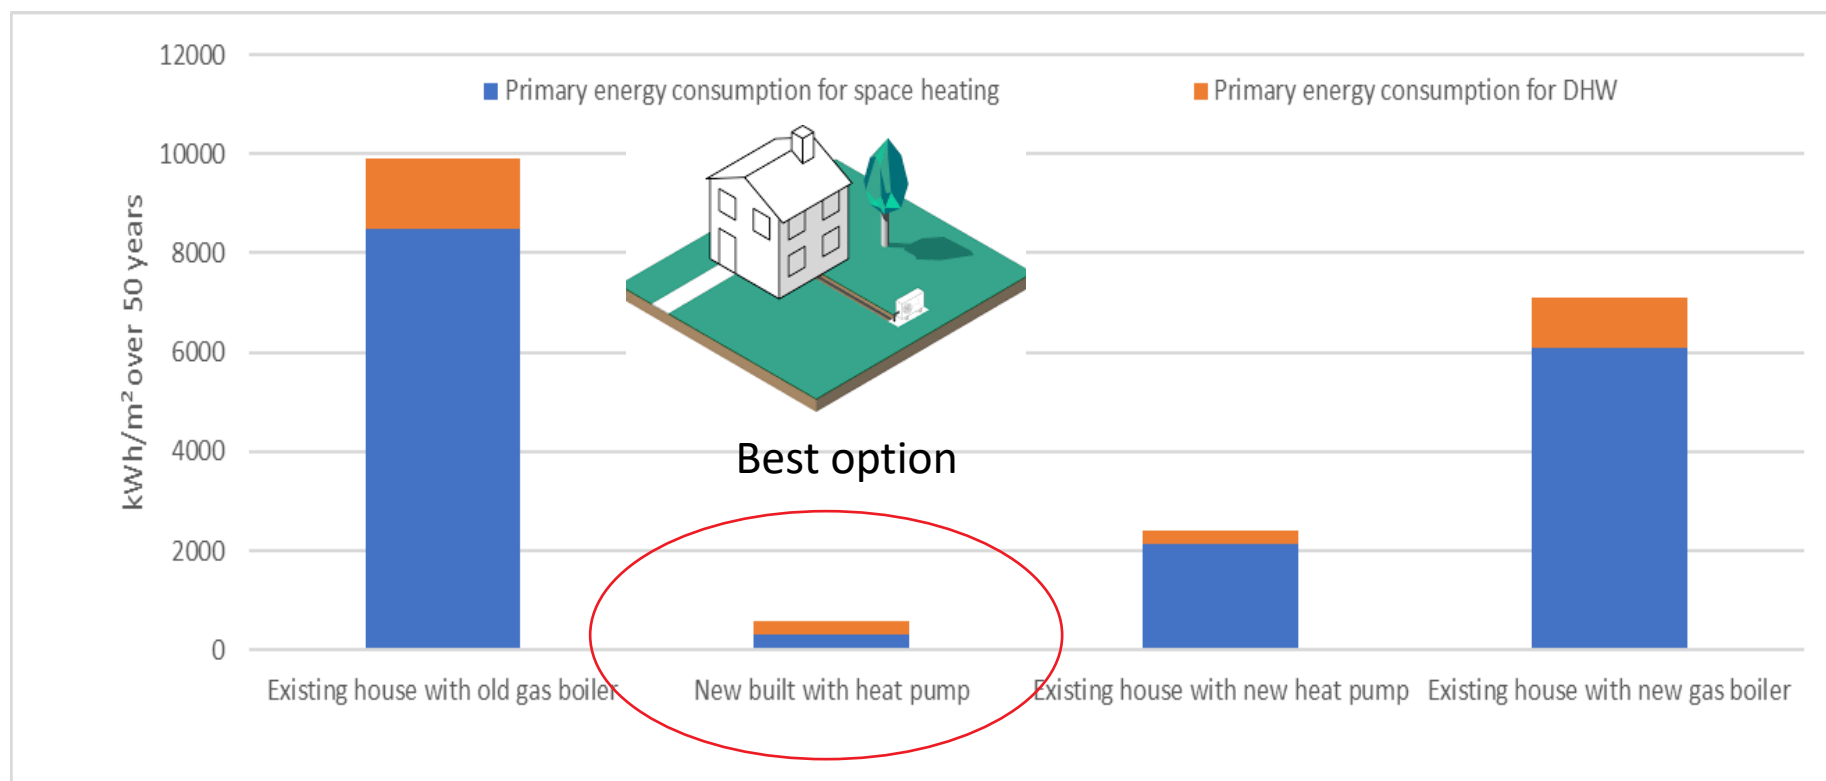 12000
Primary energy consumption for space heating
Primary energy consumption for DHW
10000
8000
6000
4000
2000
0
kWh/m² over 50 years
Best option
Existing house with old gas boiler
New built with heat pump
Existing house with new heat pump
Existing house with new gas boiler